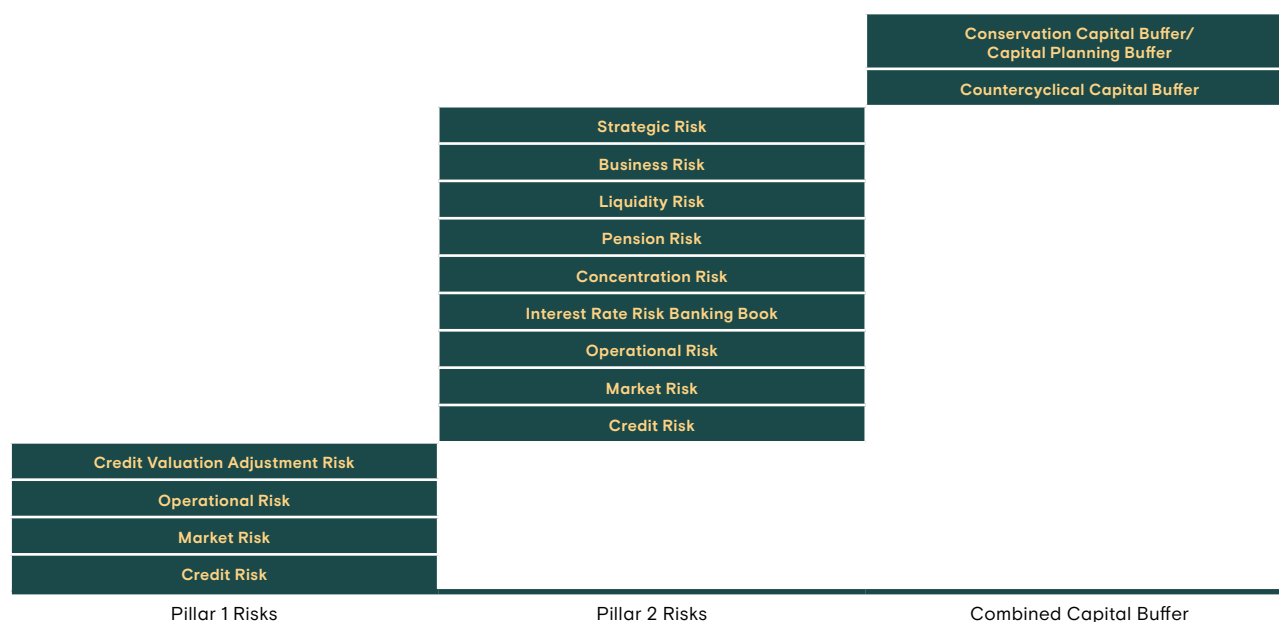 Conservation Capital Buffer/
Capital Planning Buffer
Countercyclical Capital Buffer
Strategic Risk
Business Risk
Liquidity Risk
Pension Risk
Concentration Risk
Interest Rate Risk Banking Book
Operational Risk
Market Risk
Credit Risk
Credit Valuation Adjustment Risk
Operational Risk
Market Risk
Credit Risk
Pillar 1 Risks
Pillar 2 Risks
Combined Capital Buffer